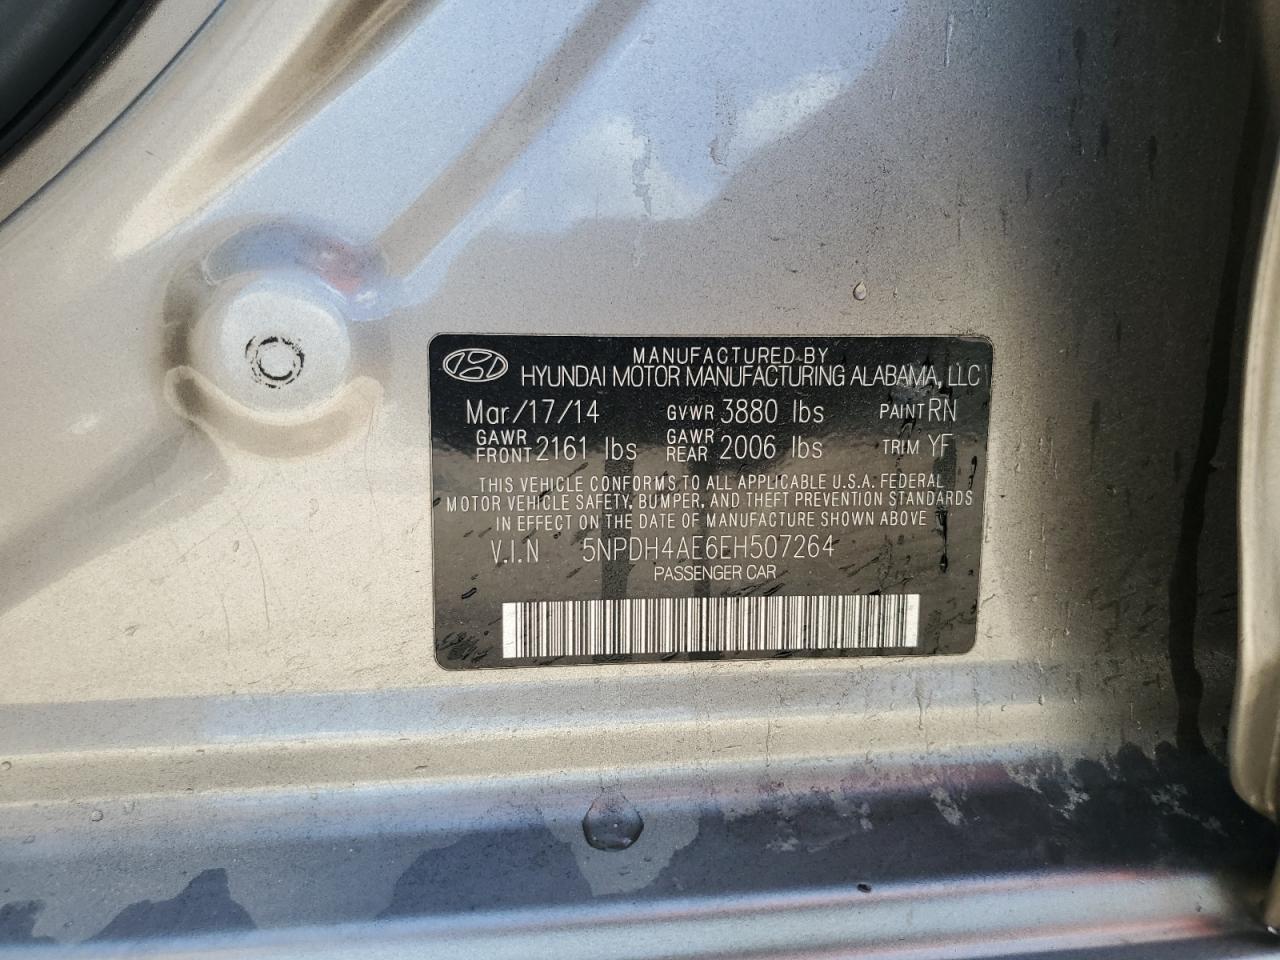 MANUFACTURED BY
HYUNDAI MOTOR MANUFACTURING ALABAMA, LLC
Mar/17/14 GVWR 3880 lbs PAINT RN
GAWR FRONT 2161 lbs GAWR REAR 2006 lbs TRIM YF
THIS VEHICLE CONFORMS TO ALL APPLICABLE U.S.A. FEDERAL
MOTOR VEHICLE SAFETY, BUMPER, AND THEFT PREVENTION STANDARDS
IN EFFECT ON THE DATE OF MANUFACTURE SHOWN ABOVE
V.I.N 5NPDH4AE6EH507264
PASSENGER CAR